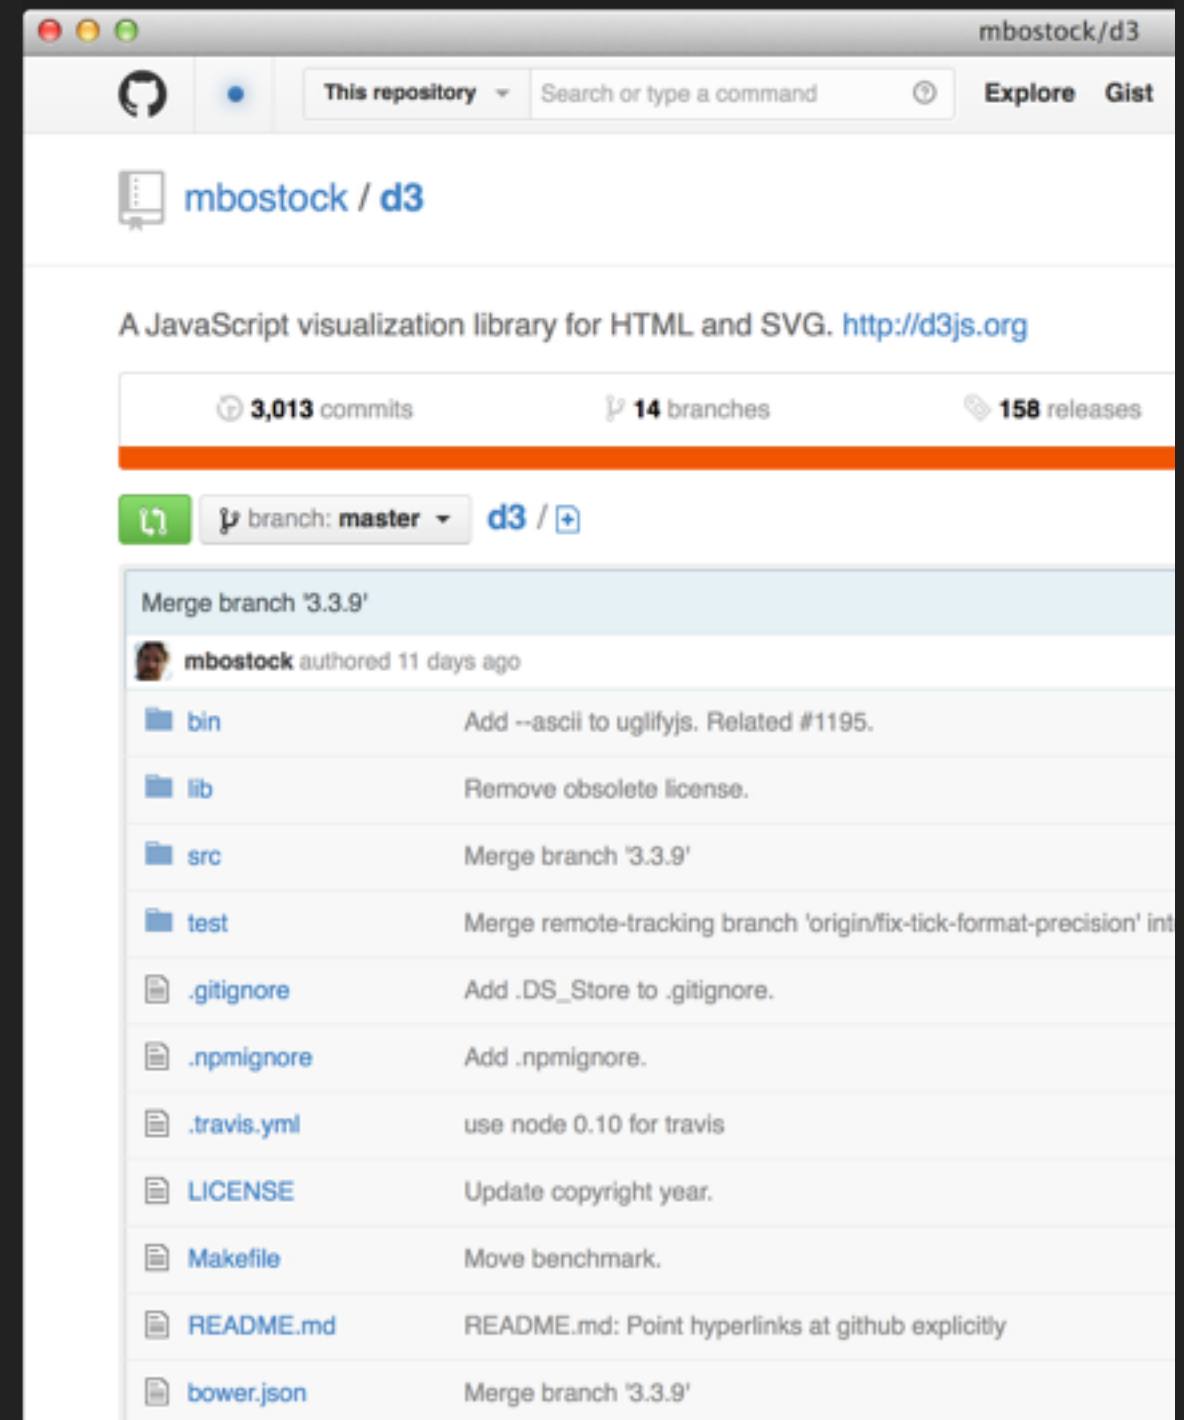 mbostock/d3
This repository Search or type a command Explore Gist
mbostock / d3
A JavaScript visualization library for HTML and SVG. http://d3js.org
3,013 commits 14 branches 158 releases
branch: master d3 /
Merge branch '3.3.9'
mbostock authored 11 days ago
bin Add --ascii to uglifyjs. Related #1195.
lib Remove obsolete license.
src Merge branch '3.3.9'
test Merge remote-tracking branch 'origin/fix-tick-format-precision' int
.gitignore Add .DS_Store to .gitignore.
.npmignore Add .npmignore.
.travis.yml use node 0.10 for travis
LICENSE Update copyright year.
Makefile Move benchmark.
README.md README.md: Point hyperlinks at github explicitly
bower.json Merge branch '3.3.9'